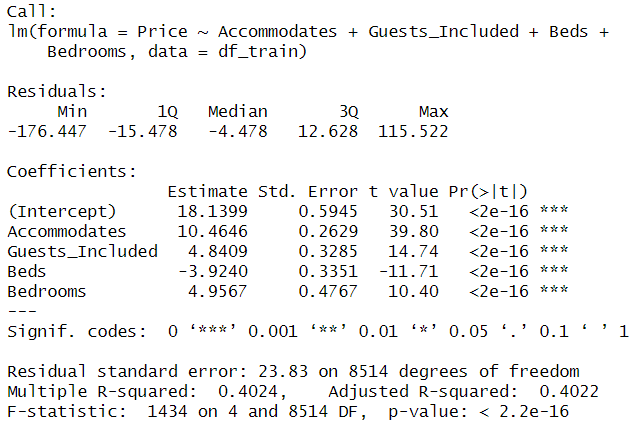 Call:
lm(formula = Price ~ Accommodates + Guests_Included + Beds +
    Bedrooms, data = df_train)
Residuals:
     Min       1Q   Median       3Q      Max
-176.447  -15.478   -4.478   12.628  115.522
Coefficients:
                Estimate Std. Error t value Pr(>|t|)
(Intercept)      18.1399     0.5945   30.51   <2e-16 ***
Accommodates     10.4646     0.2629   39.80   <2e-16 ***
Guests_Included   4.8409     0.3285   14.74   <2e-16 ***
Beds             -3.9240     0.3351  -11.71   <2e-16 ***
Bedrooms          4.9567     0.4767   10.40   <2e-16 ***
---
Signif. codes:  0 ‘***’ 0.001 ‘**’ 0.01 ‘*’ 0.05 ‘.’ 0.1 ‘ ’ 1
Residual standard error: 23.83 on 8514 degrees of freedom
Multiple R-squared:  0.4024,    Adjusted R-squared:  0.4022
F-statistic:  1434 on 4 and 8514 DF,  p-value: < 2.2e-16